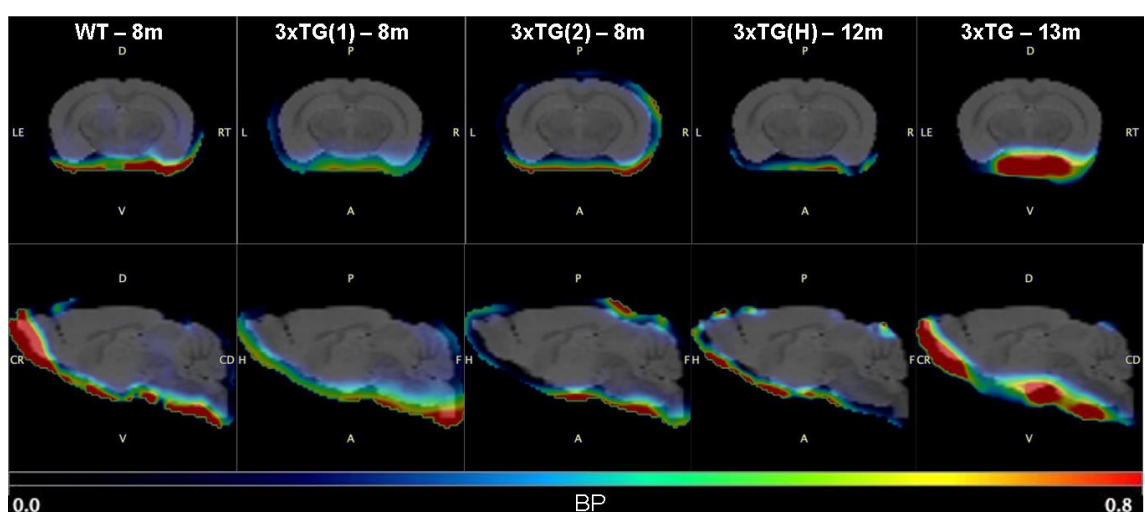 WT – 8m 3xTG(1) – 8m 3xTG(2) – 8m 3xTG(H) – 12m 3xTG – 13m
D P P P D
LE RT L R L R L R LE RT
V A A A V
D P P P D
CR CD H F H F H F CR CD
V A A A V
0.0 BP 0.8